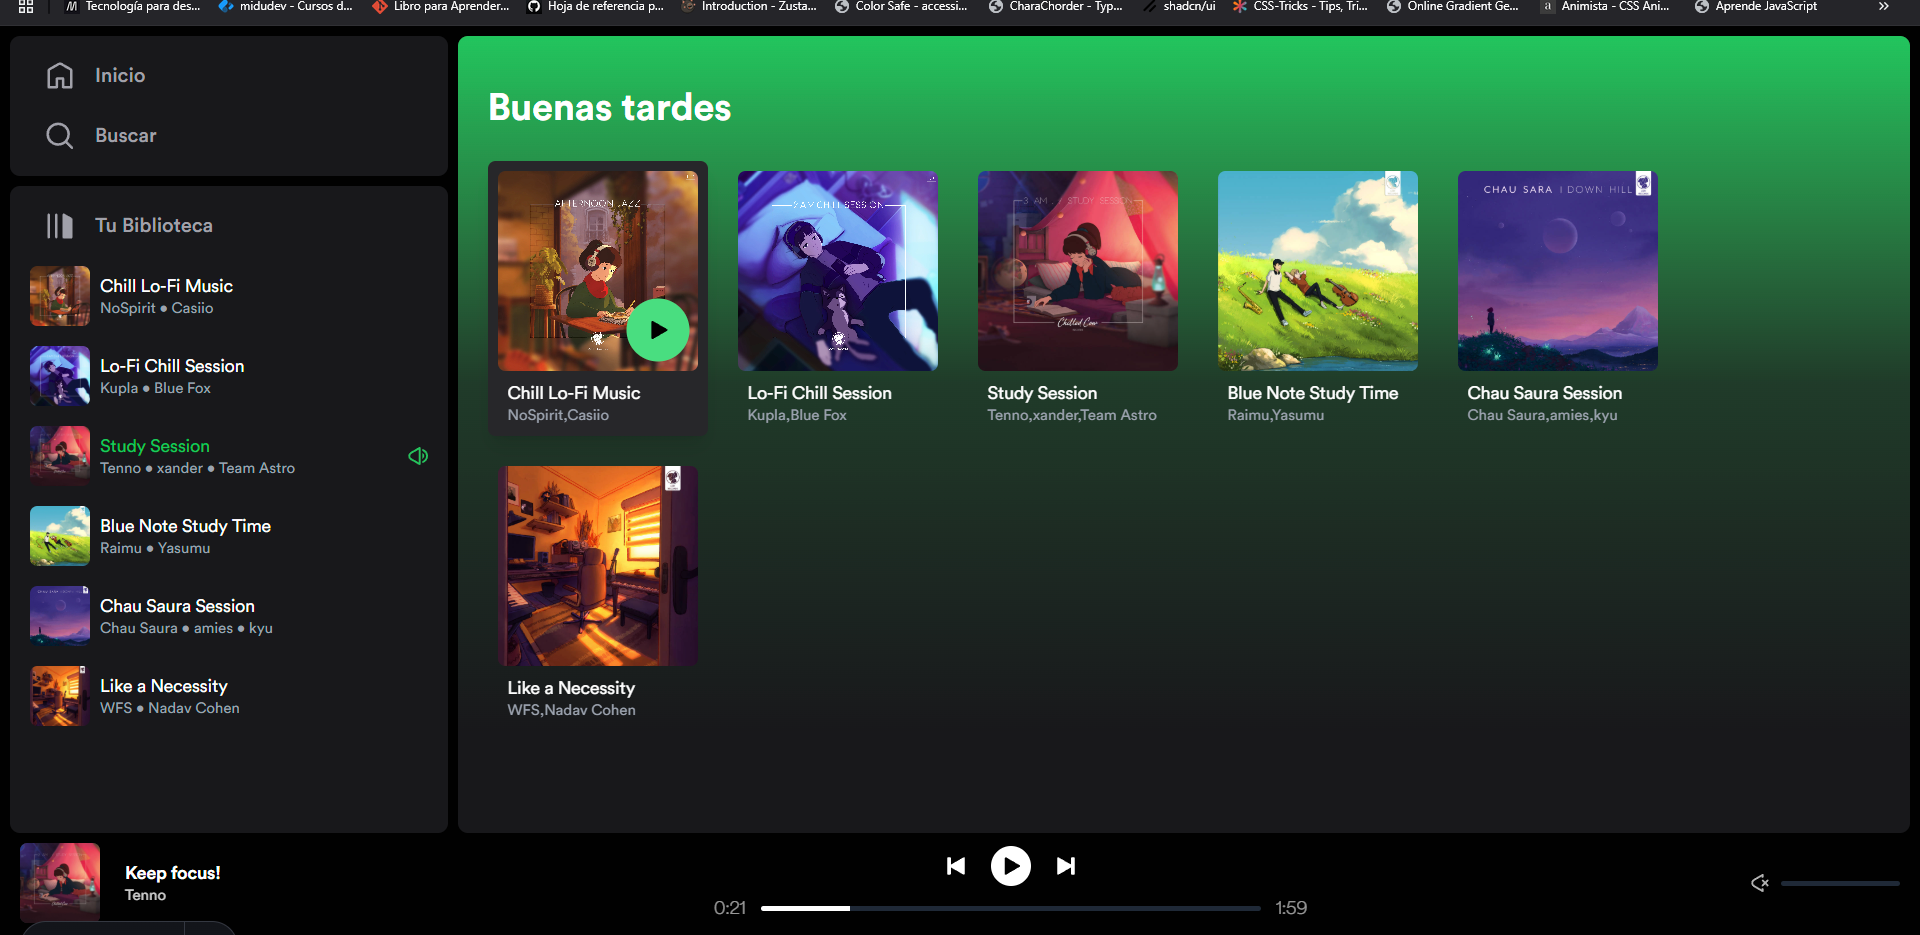 Tecnología para des...
midudev - Cursos d...
Libro para Aprender...
Hoja de referencia p...
Introduction - Zusta...
Color Safe - accessi...
CharaChorder - Typ...
shadcn/ui
CSS-Tricks - Tips, Tri...
Online Gradient Ge...
Animista - CSS Ani...
Aprende JavaScript
»
Inicio
Buscar
Tu Biblioteca
Chill Lo-Fi Music
NoSpirit • Casiio
Lo-Fi Chill Session
Kupla • Blue Fox
Study Session
Tenno • xander • Team Astro
Blue Note Study Time
Raimu • Yasumu
Chau Saura Session
Chau Saura • amies • kyu
Like a Necessity
WFS • Nadav Cohen
Buenas tardes
AFTERNOON JAZZ
Chill Lo-Fi Music
NoSpirit,Casiio
2 AM CHILL SESSION
Lo-Fi Chill Session
Kupla,Blue Fox
3 AM STUDY SESSION
Chilled Cow
Study Session
Tenno,xander,Team Astro
Blue Note Study Time
Raimu,Yasumu
CHAU SARA | DOWN HILL
Chau Saura Session
Chau Saura,amies,kyu
Like a Necessity
WFS,Nadav Cohen
Keep focus!
Tenno
0:21
1:59